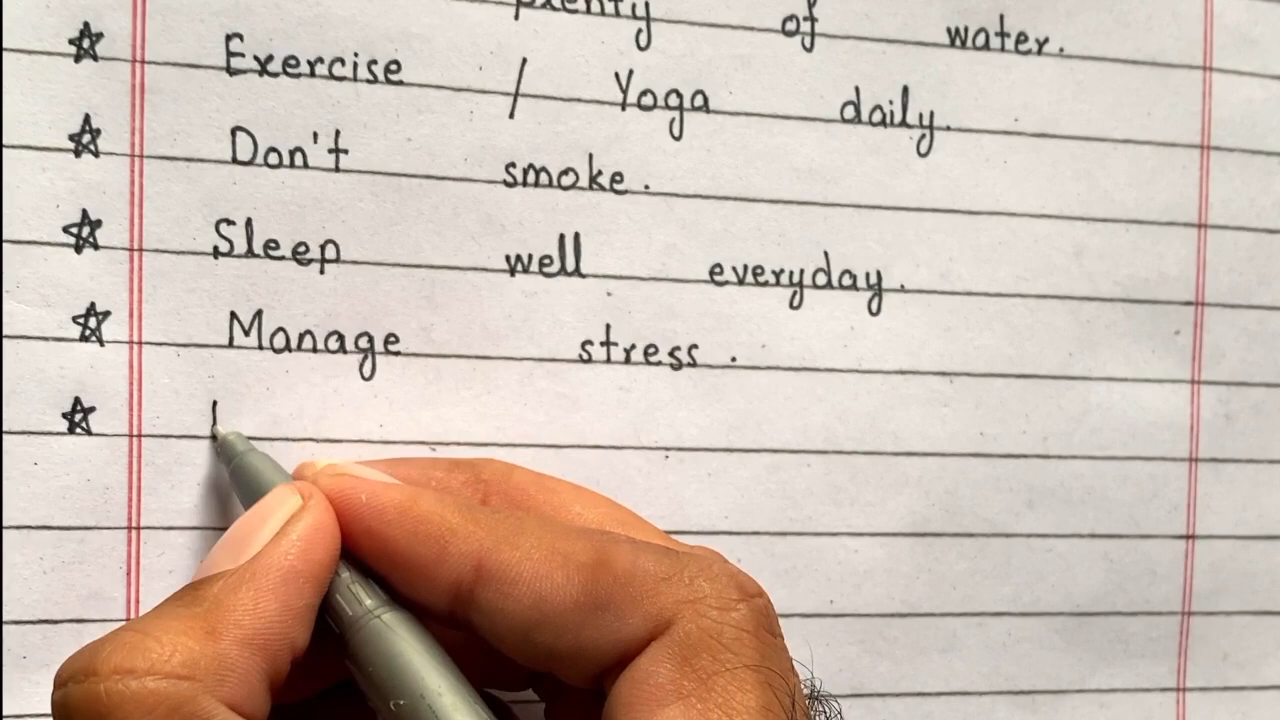 plenty of water.
☆ Exercise / Yoga daily.
☆ Don't smoke.
☆ Sleep well everyday.
☆ Manage stress.
☆